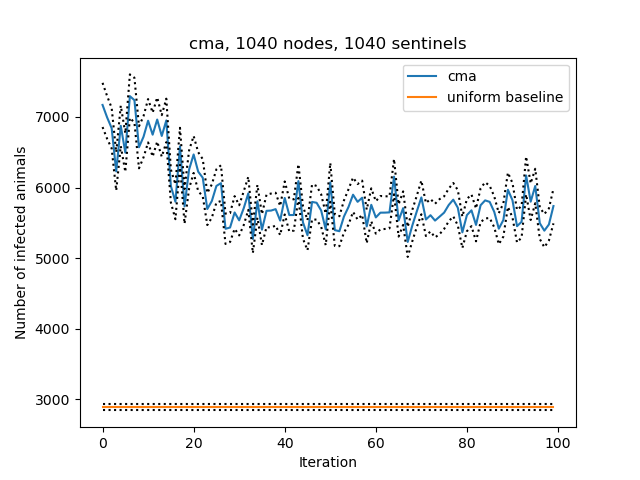 cma, 1040 nodes, 1040 sentinels
cma
uniform baseline
Number of infected animals
7000
6000
5000
4000
3000
0 20 40 60 80 100
Iteration